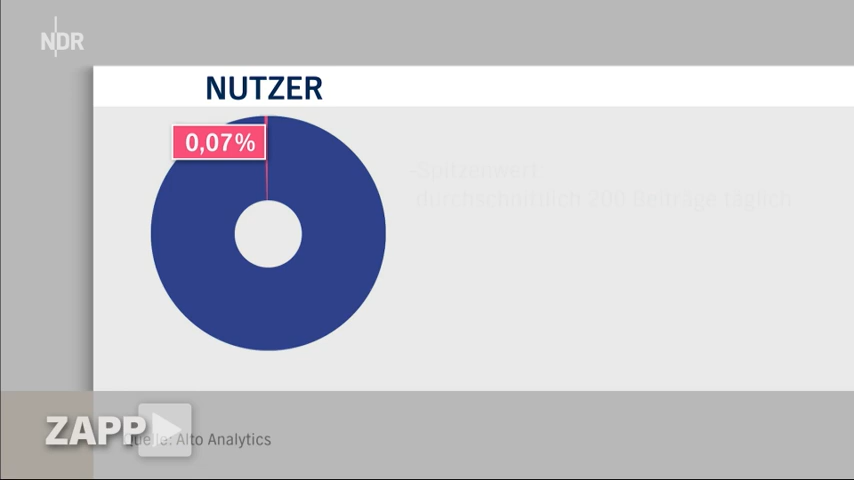 NDR
NUTZER
0,07%
-Spitzenwert:
durchschnittlich 200 Beiträge täglich
ZAPP
Quelle: Alto Analytics